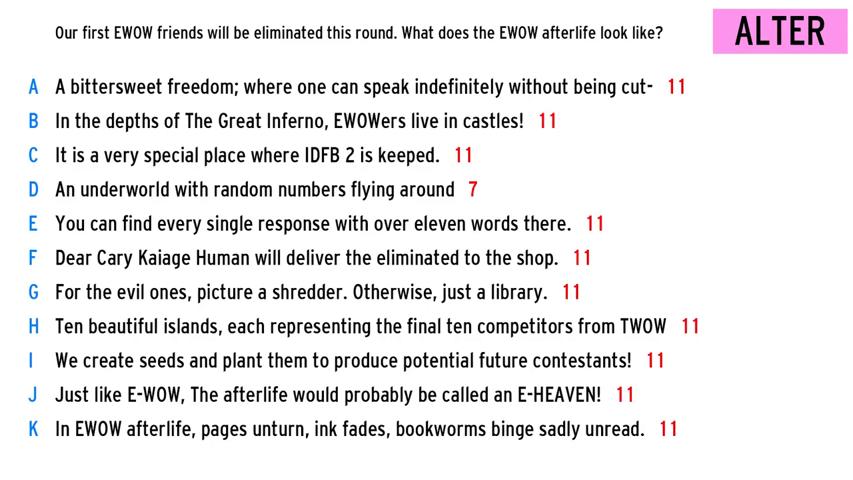 Our first EWOW friends will be eliminated this round. What does the EWOW afterlife look like?
ALTER
A A bittersweet freedom; where one can speak indefinitely without being cut- 11
B In the depths of The Great Inferno, EWOWers live in castles! 11
C It is a very special place where IDFB 2 is keeped. 11
D An underworld with random numbers flying around 7
E You can find every single response with over eleven words there. 11
F Dear Cary Kaiage Human will deliver the eliminated to the shop. 11
G For the evil ones, picture a shredder. Otherwise, just a library. 11
H Ten beautiful islands, each representing the final ten competitors from TWOW 11
I We create seeds and plant them to produce potential future contestants! 11
J Just like E-WOW, The afterlife would probably be called an E-HEAVEN! 11
K In EWOW afterlife, pages unturn, ink fades, bookworms binge sadly unread. 11